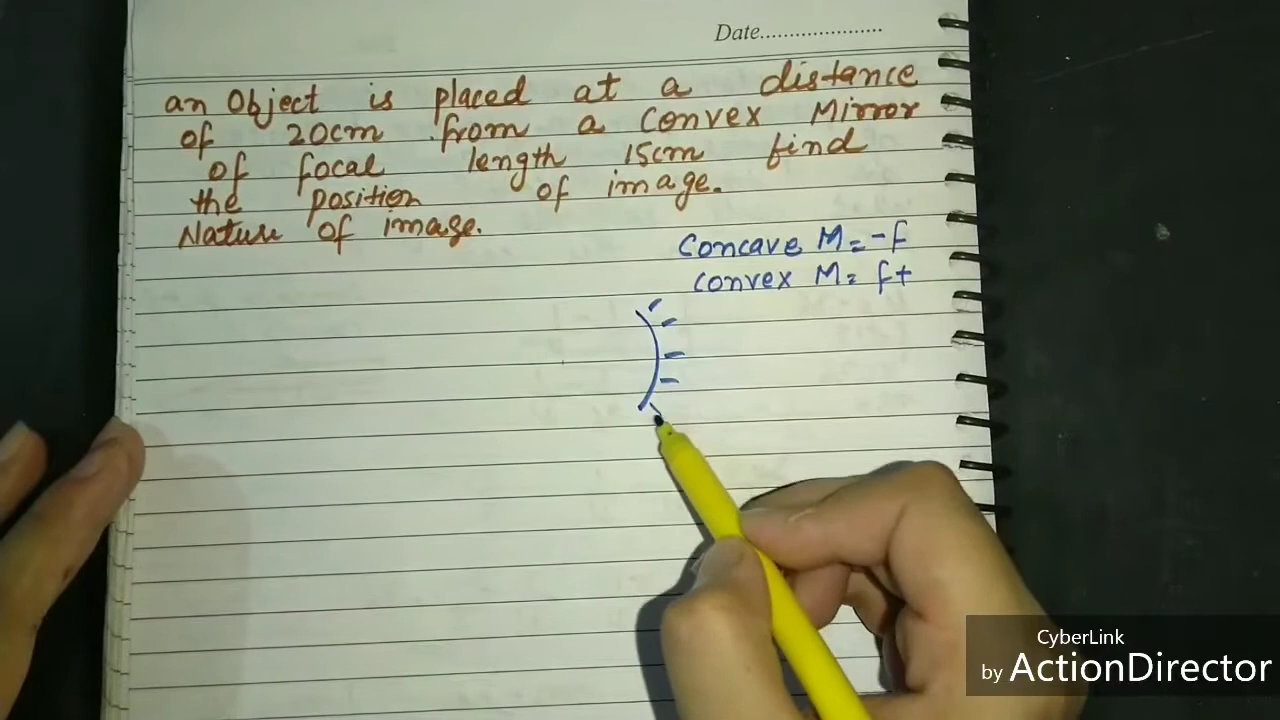 Date.....................
an Object is placed at a distance
of 20cm from a Convex Mirror
of focal length 15cm find
the position of image.
Nature of image.
Concave M = -f
Convex M = f+
CyberLink
by ActionDirector